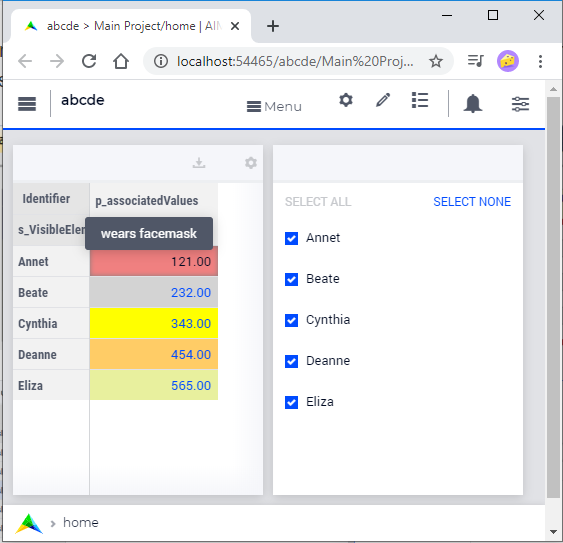 abcde > Main Project/home | AIM
localhost:54465/abcde/Main%20Proj...
abcde
Menu
Identifier
p_associatedValues
s_VisibleEler
wears facemask
Annet 121.00
Beate 232.00
Cynthia 343.00
Deanne 454.00
Eliza 565.00
SELECT ALL SELECT NONE
Annet
Beate
Cynthia
Deanne
Eliza
home